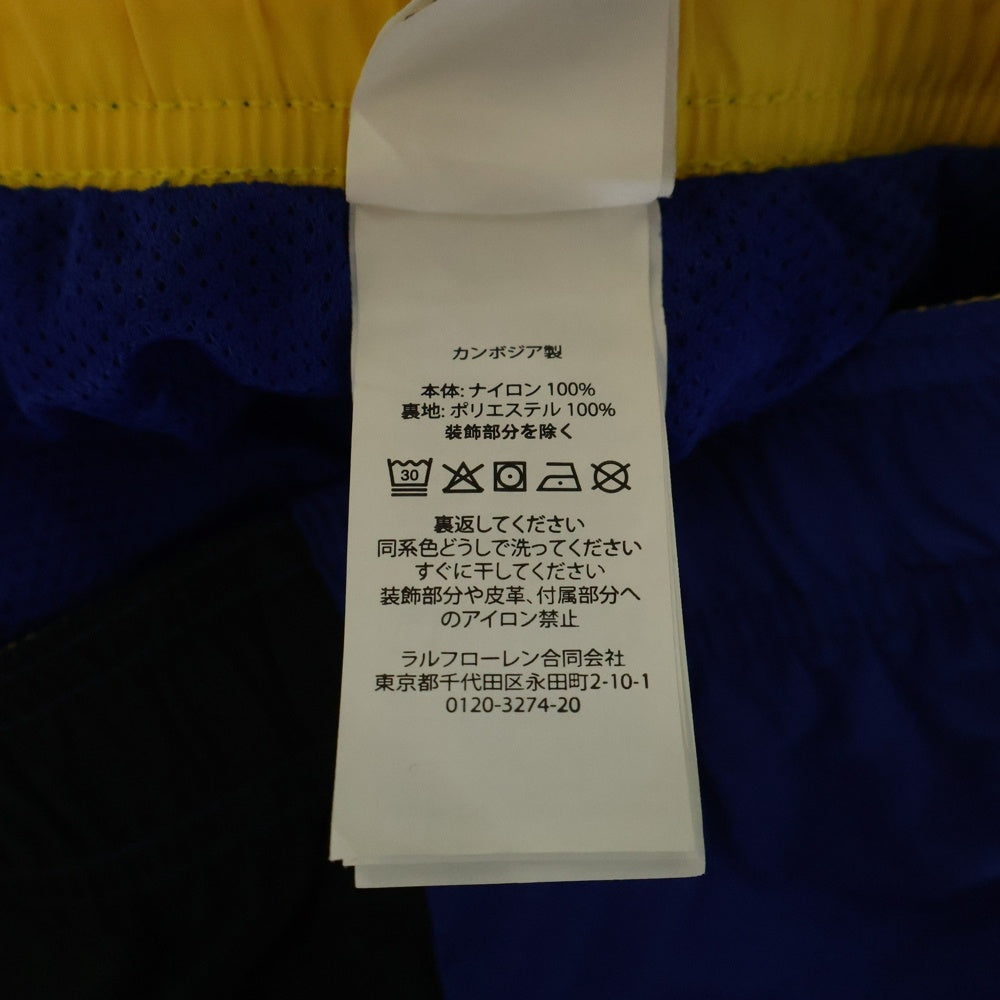 カンボジア製
本体: ナイロン 100%
裏地: ポリエステル 100%
装飾部分を除く
30
裏返してください
同系色どうしで洗ってください
すぐに干してください
装飾部分や皮革、付属部分へ
のアイロン禁止
ラルフローレン合同会社
東京都千代田区永田町2-10-1
0120-3274-20